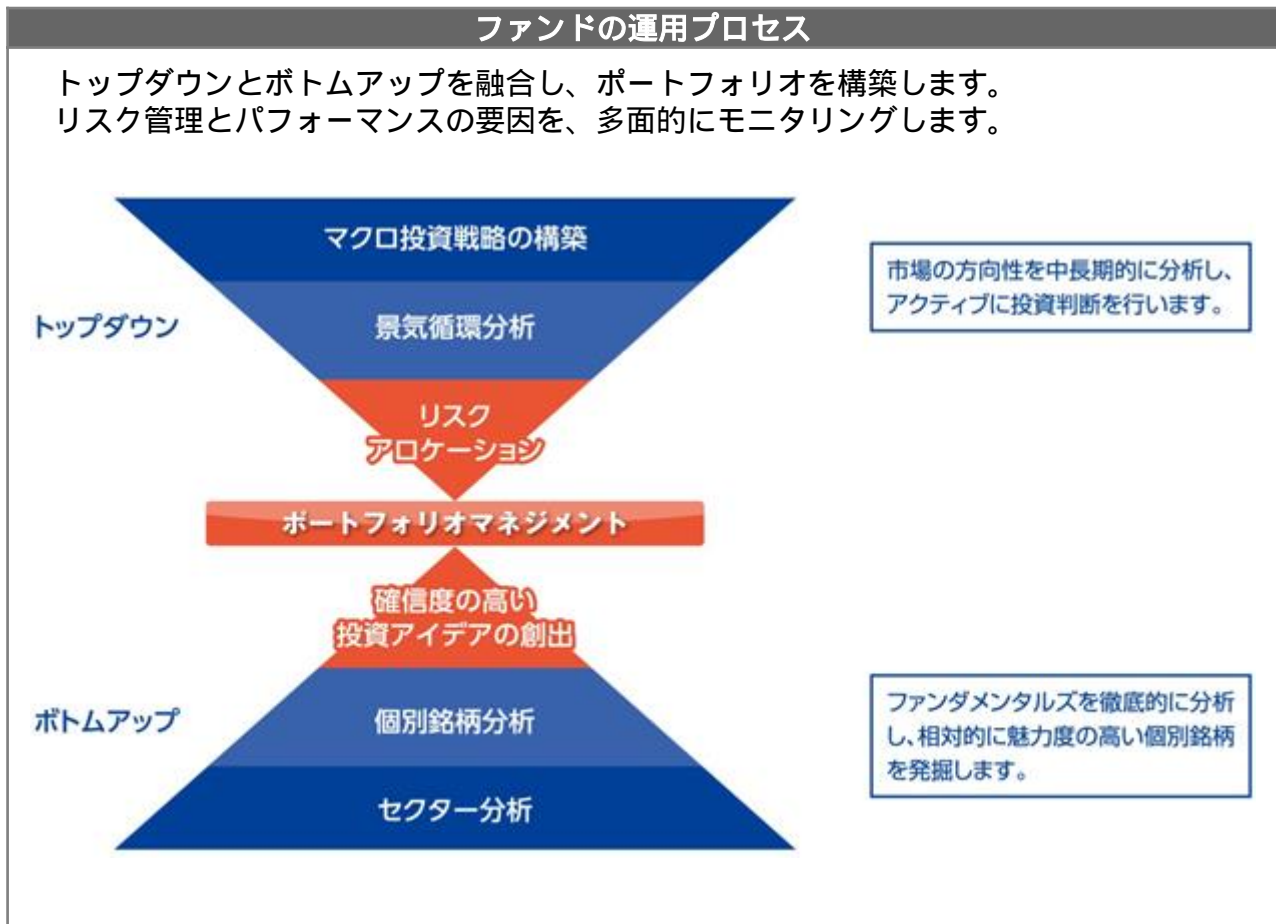 ファンドの運用プロセス
トップダウンとボトムアップを融合し、ポートフォリオを構築します。
リスク管理とパフォーマンスの要因を、多面的にモニタリングします。
マクロ投資戦略の構築
市場の方向性を中長期的に分析し、
アクティブに投資判断を行います。
トップダウン
景気循環分析
リスク
アロケーション
ポートフォリオマネジメント
確信度の高い
投資アイデアの創出
ボトムアップ
個別銘柄分析
ファンダメンタルズを徹底的に分析
し、相対的に魅力度の高い個別銘柄
を発掘します。
セクター分析